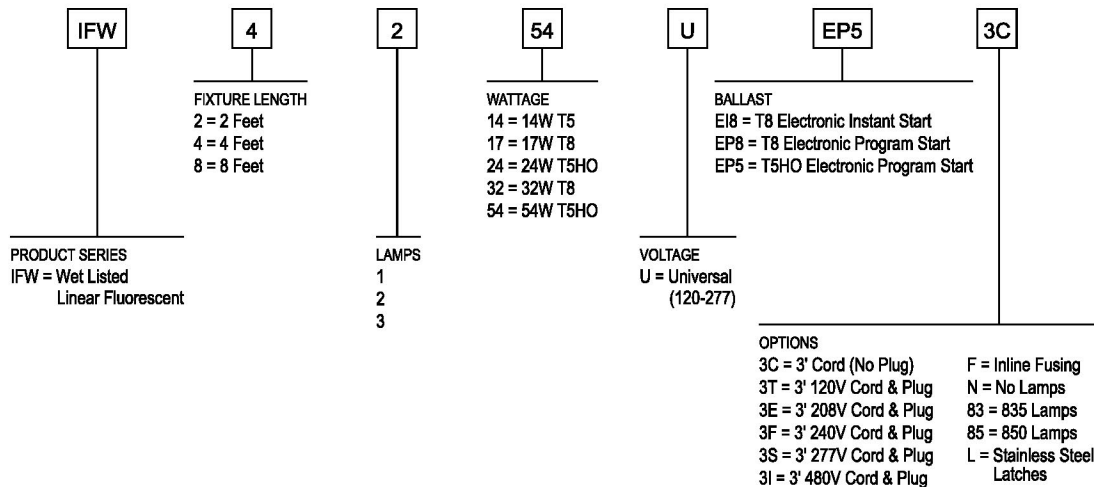 IFW 4 2 54 U EP5 3C
FIXTURE LENGTH
2 = 2 Feet
4 = 4 Feet
8 = 8 Feet
WATTAGE
14 = 14W T5
17 = 17W T8
24 = 24W T5HO
32 = 32W T8
54 = 54W T5HO
BALLAST
EI8 = T8 Electronic Instant Start
EP8 = T8 Electronic Program Start
EP5 = T5HO Electronic Program Start
PRODUCT SERIES
IFW = Wet Listed
Linear Fluorescent
LAMPS
1
2
3
VOLTAGE
U = Universal
(120-277)
OPTIONS
3C = 3' Cord (No Plug)
3T = 3' 120V Cord & Plug
3E = 3' 208V Cord & Plug
3F = 3' 240V Cord & Plug
3S = 3' 277V Cord & Plug
3I = 3' 480V Cord & Plug
F = Inline Fusing
N = No Lamps
83 = 835 Lamps
85 = 850 Lamps
L = Stainless Steel
Latches